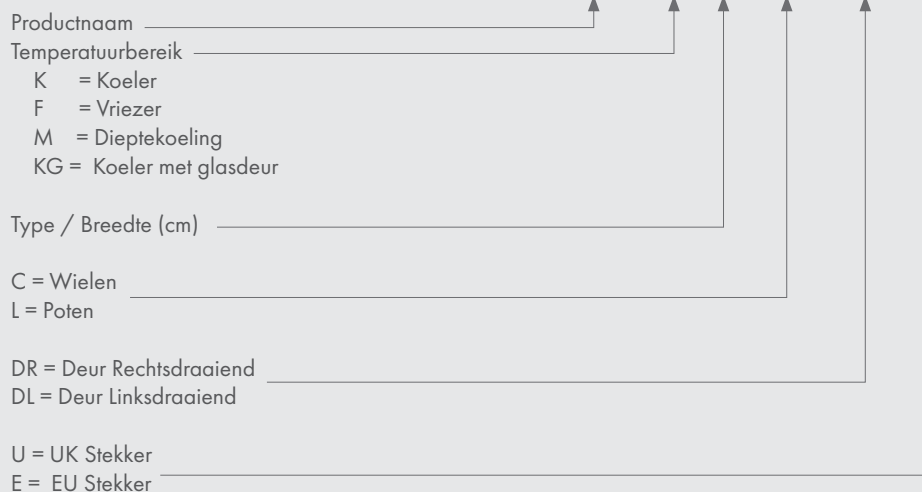 Productnaam
Temperatuurbereik
K = Koeler
F = Vriezer
M = Dieptekoeling
KG = Koeler met glasdeur
Type / Breedte (cm)
C = Wielen
L = Poten
DR = Deur Rechtsdraaiend
DL = Deur Linksdraaiend
U = UK Stekker
E = EU Stekker